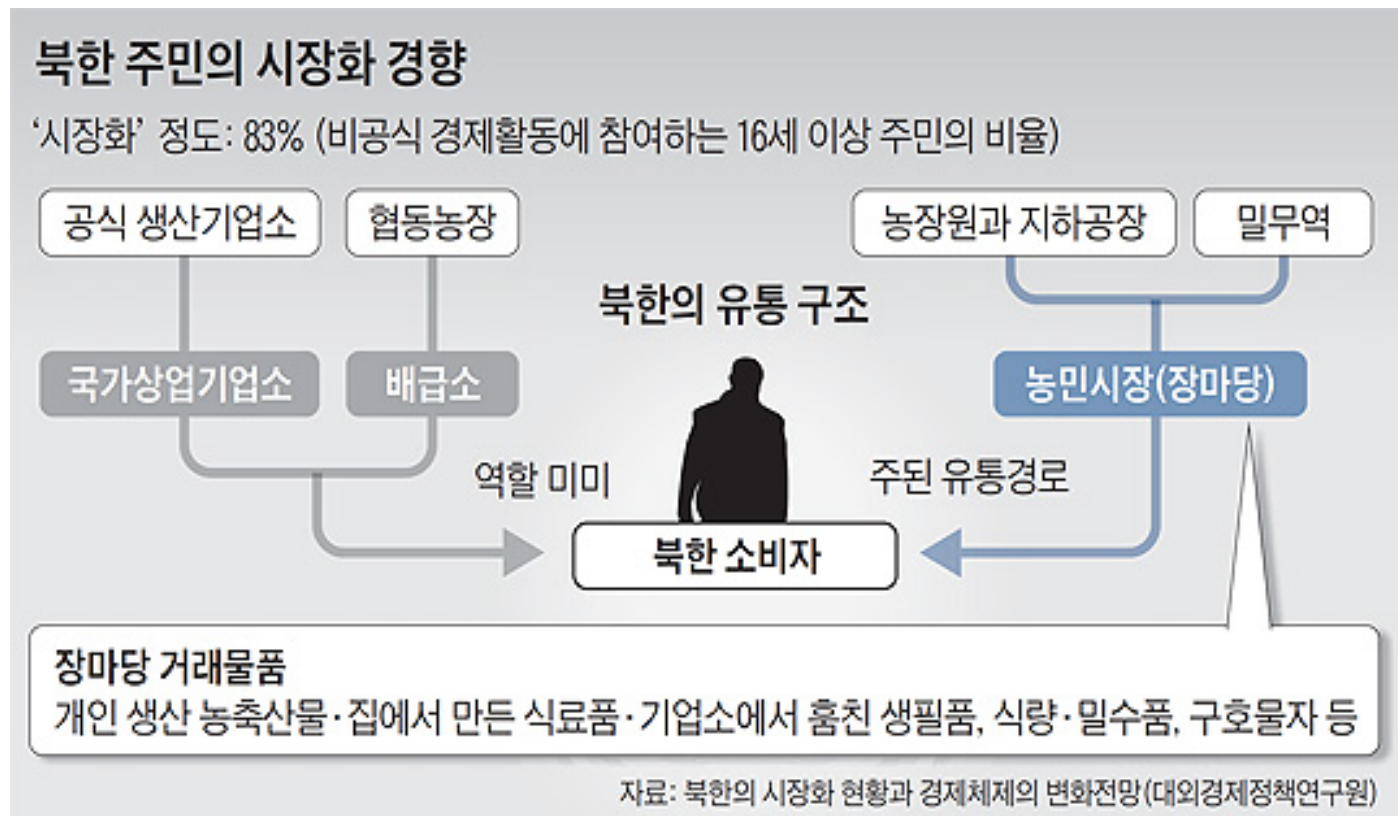 북한 주민의 시장화 경향
‘시장화’ 정도: 83% (비공식 경제활동에 참여하는 16세 이상 주민의 비율)
공식 생산기업소
협동농장
농장원과 지하공장
밀무역
북한의 유통 구조
국가상업기업소
배급소
농민시장(장마당)
역할 미미
주된 유통경로
북한 소비자
장마당 거래물품
개인 생산 농축산물·집에서 만든 식료품·기업소에서 훔친 생필품, 식량·밀수품, 구호물자 등
자료: 북한의 시장화 현황과 경제체제의 변화전망(대외경제정책연구원)